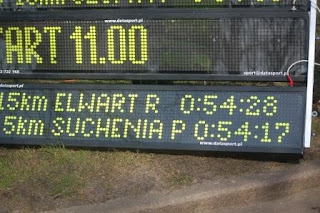 www.datasport.pl
TART 11.00
sport@datasport.pl
15km ELWART R 0:54:28
5km SUCHENIA P 0:54:17
www.datasport.pl